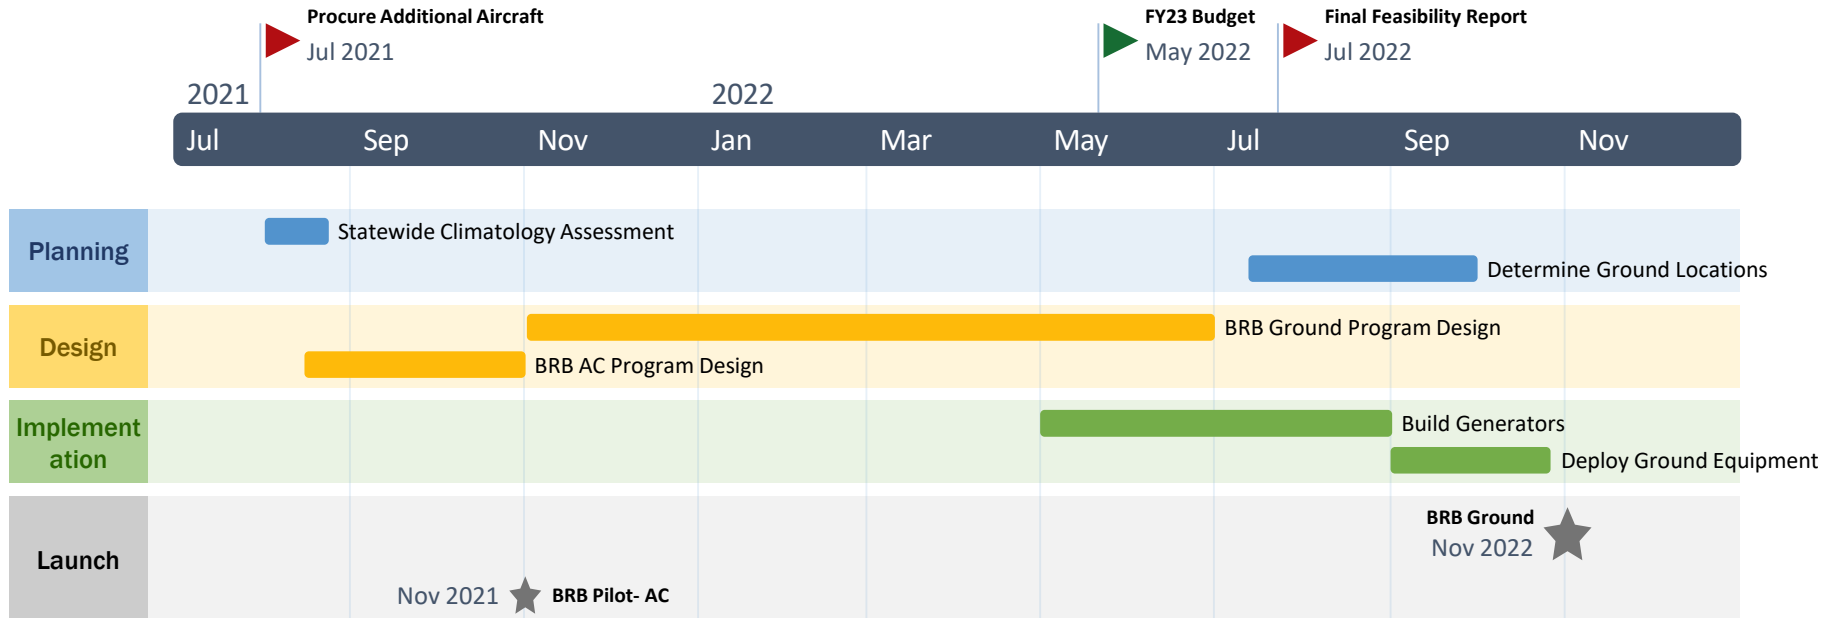 Procure Additional Aircraft
Jul 2021
FY23 Budget
May 2022
Final Feasibility Report
Jul 2022
2021
2022
Jul Sep Nov Jan Mar May Jul Sep Nov
Planning
Statewide Climatology Assessment
Determine Ground Locations
Design
BRB Ground Program Design
BRB AC Program Design
Implement
ation
Build Generators
Deploy Ground Equipment
Launch
BRB Ground
Nov 2022
Nov 2021
BRB Pilot- AC